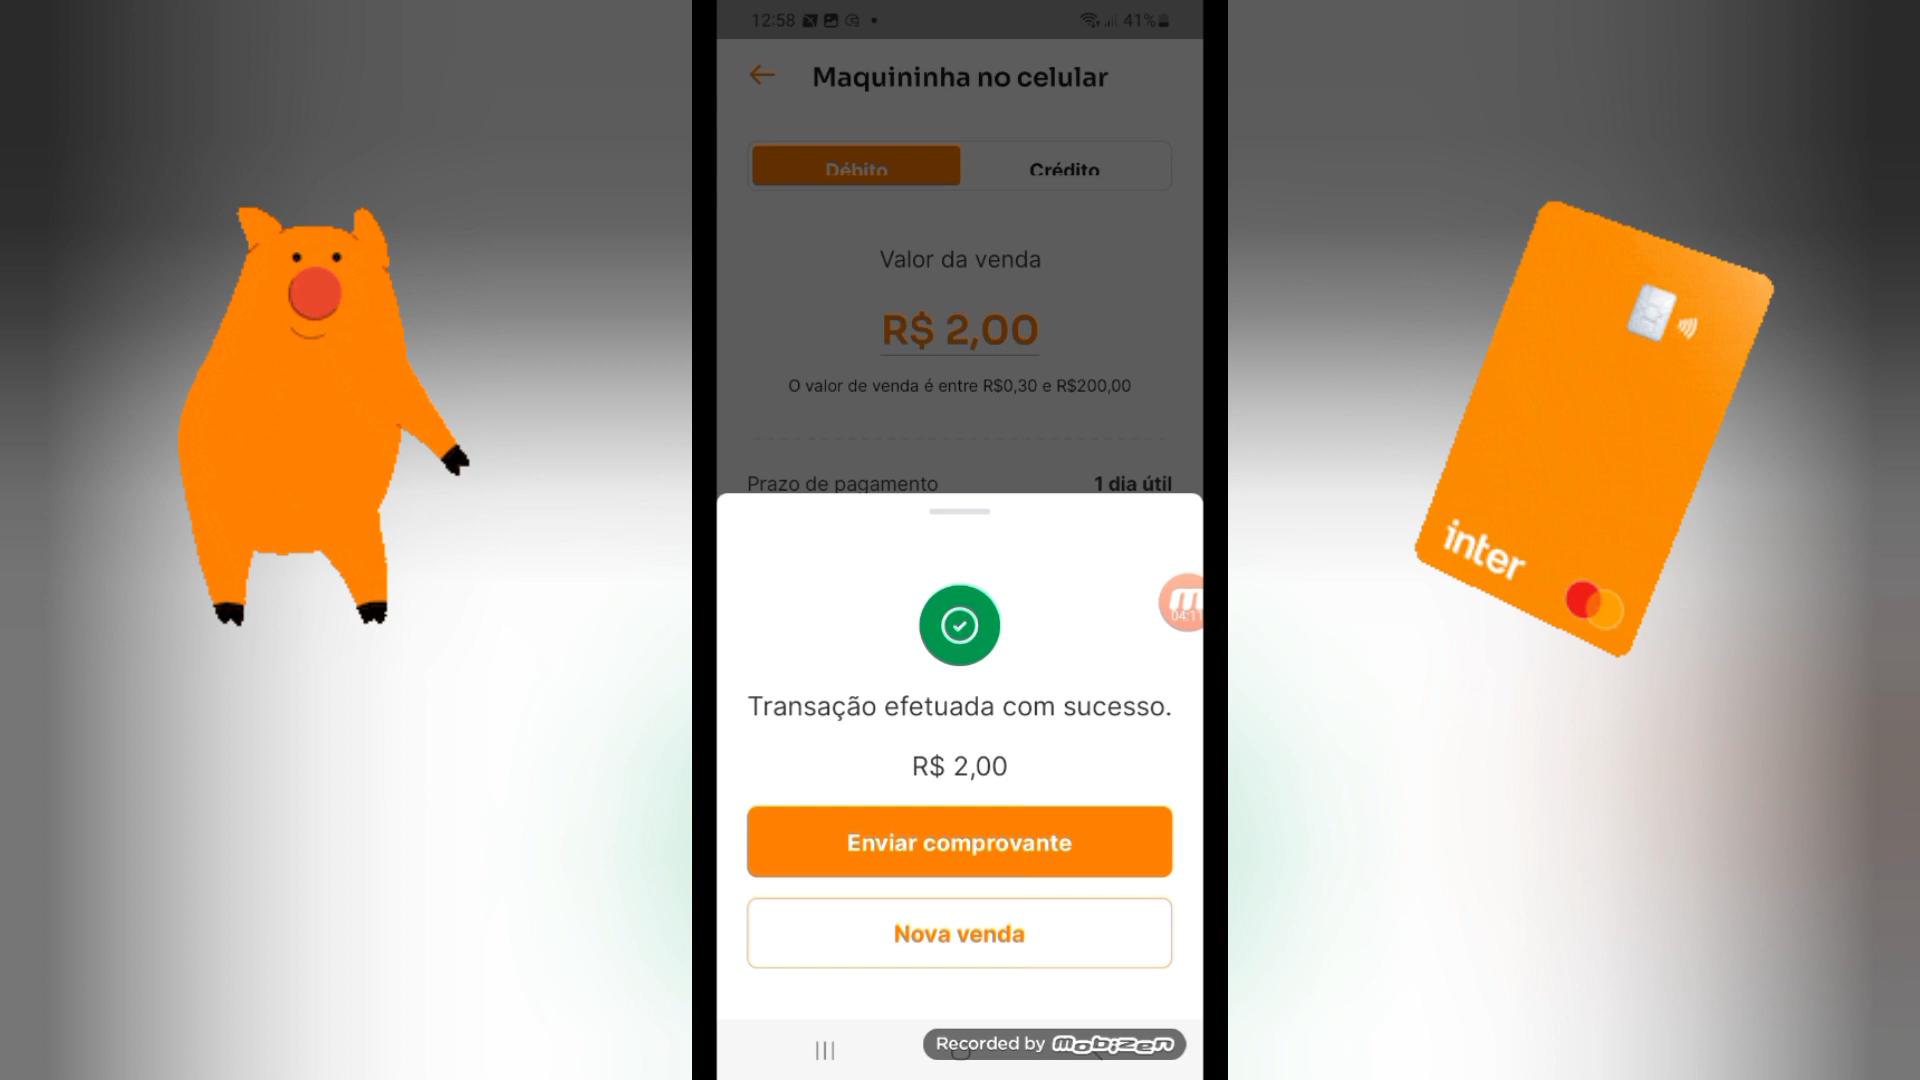 12:58
41%
Maquininha no celular
Débito
Crédito
Valor da venda
R$ 2,00
O valor de venda é entre R$0,30 e R$200,00
Prazo de pagamento
1 dia útil
04:11
Transação efetuada com sucesso.
R$ 2,00
Enviar comprovante
Nova venda
Recorded by Mobizen
inter